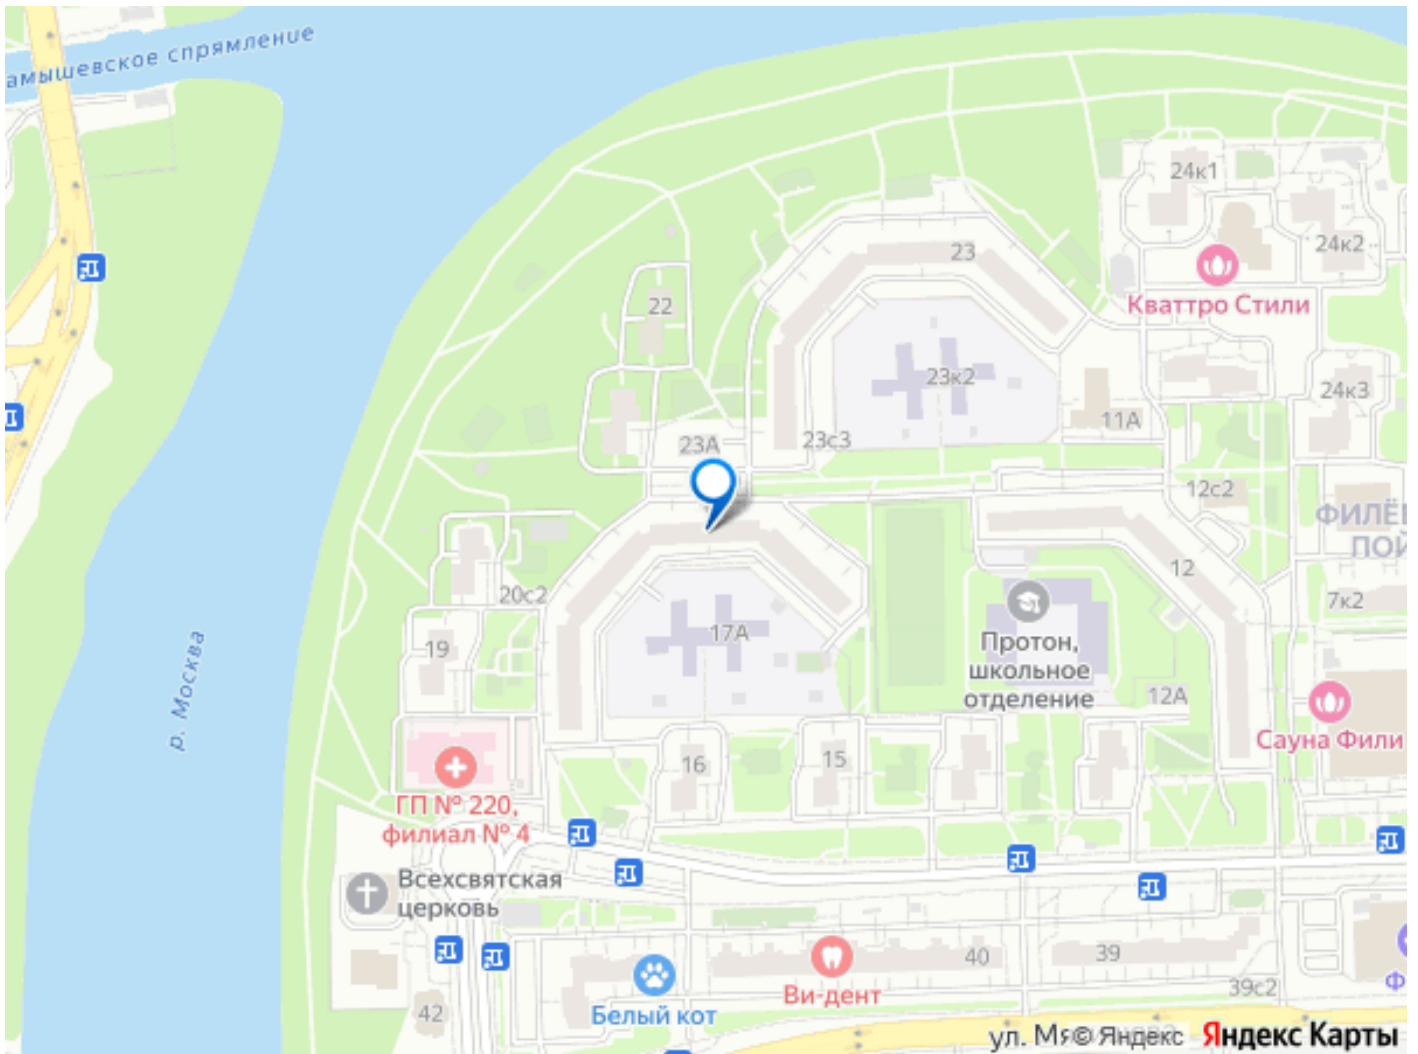 амышевское спрямление
24к1
24к2
23
Кваттро Стили
22
23к2
24к3
11А
23А
23с3
12с2
ФИЛЁВ
ПОЙ
12
20с2
7к2
17А
19
Протон,
школьное
отделение
р. Москва
12А
Сауна Фили
16
15
ГП № 220,
филиал № 4
Всехсвятская
церковь
40
39
39с2
Ви-дент
Белый кот
42
Ф
ул. Мя
© Яндекс
Яндекс Карты